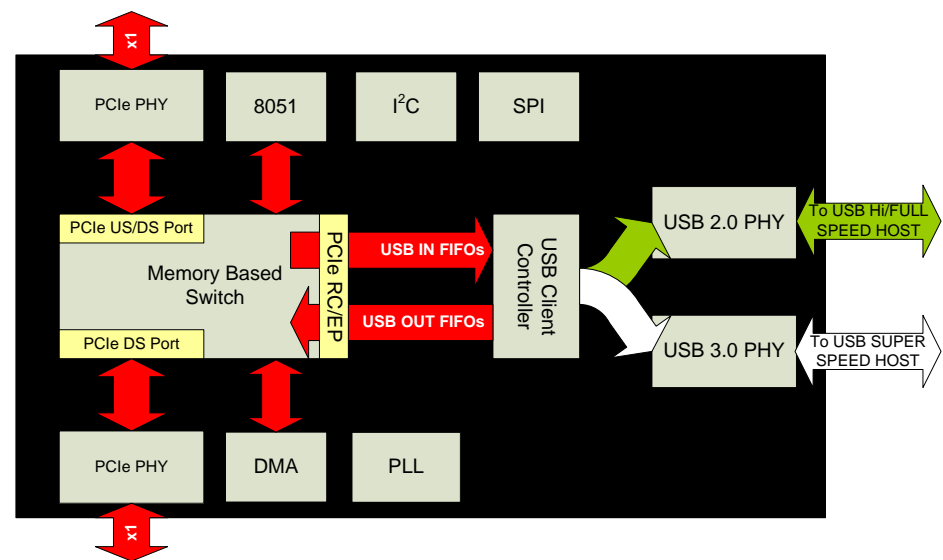 x1
PCIe PHY
8051
I²C
SPI
PCIe US/DS Port
Memory Based
Switch
PCIe DS Port
PCIe RC/EP
USB IN FIFOs
USB OUT FIFOs
USB Client
Controller
USB 2.0 PHY
To USB Hi/FULL
SPEED HOST
USB 3.0 PHY
To USB SUPER
SPEED HOST
PCIe PHY
DMA
PLL
x1